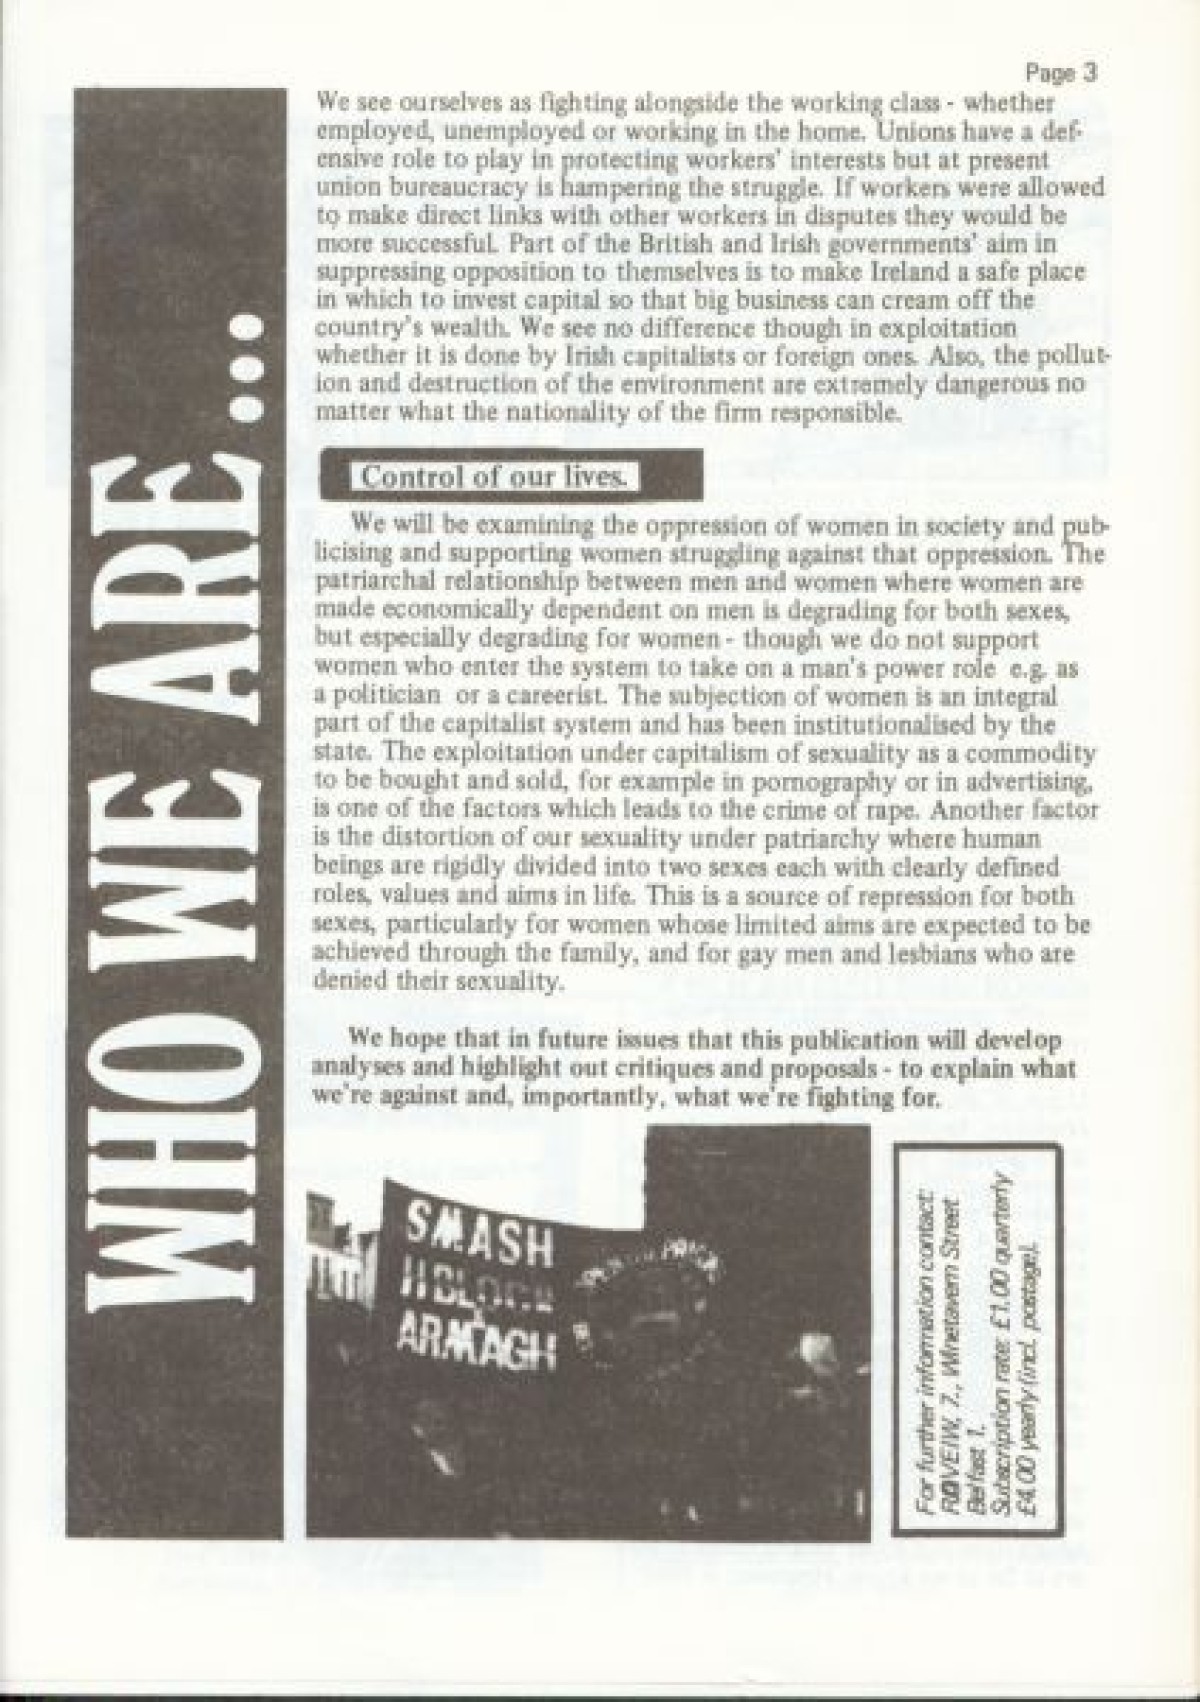 Page 3
WHO WE ARE...
We see ourselves as fighting alongside the working class - whether
employed, unemployed or working in the home. Unions have a def-
ensive role to play in protecting workers' interests but at present
union bureaucracy is hampering the struggle. If workers were allowed
to make direct links with other workers in disputes they would be
more successful. Part of the British and Irish governments' aim in
suppressing opposition to themselves is to make Ireland a safe place
in which to invest capital so that big business can cream off the
country's wealth. We see no difference though in exploitation
whether it is done by Irish capitalists or foreign ones. Also, the pollut-
ion and destruction of the environment are extremely dangerous no
matter what the nationality of the firm responsible.
Control of our lives.
We will be examining the oppression of women in society and pub-
licising and supporting women struggling against that oppression. The
patriarchal relationship between men and women where women are
made economically dependent on men is degrading for both sexes,
but especially degrading for women - though we do not support
women who enter the system to take on a man's power role e.g. as
a politician or a careerist. The subjection of women is an integral
part of the capitalist system and has been institutionalised by the
state. The exploitation under capitalism of sexuality as a commodity
to be bought and sold, for example in pornography or in advertising,
is one of the factors which leads to the crime of rape. Another factor
is the distortion of our sexuality under patriarchy where human
beings are rigidly divided into two sexes each with clearly defined
roles, values and aims in life. This is a source of repression for both
sexes, particularly for women whose limited aims are expected to be
achieved through the family, and for gay men and lesbians who are
denied their sexuality.
We hope that in future issues that this publication will develop
analyses and highlight out critiques and proposals - to explain what
we're against and, importantly, what we're fighting for.
SMASH
H BLOCK
&
ARMAGH
For further information contact:
7., Winetavern Street
Belfast 1.
Subscription rate: £1.00 quarterly
£4.00 yearly (incl. postage).